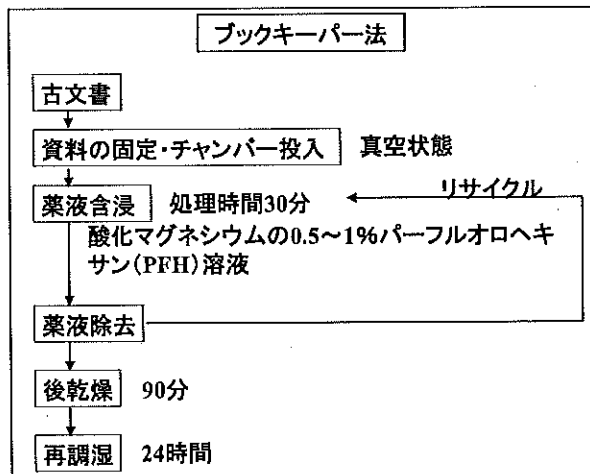 ブックキーパー法
古文書
資料の固定・チャンバー投入 真空状態
リサイクル
薬液含浸 処理時間30分
酸化マグネシウムの0.5～1%パーフルオロヘキ
サン(PFH)溶液
薬液除去
後乾燥 90分
再調湿 24時間